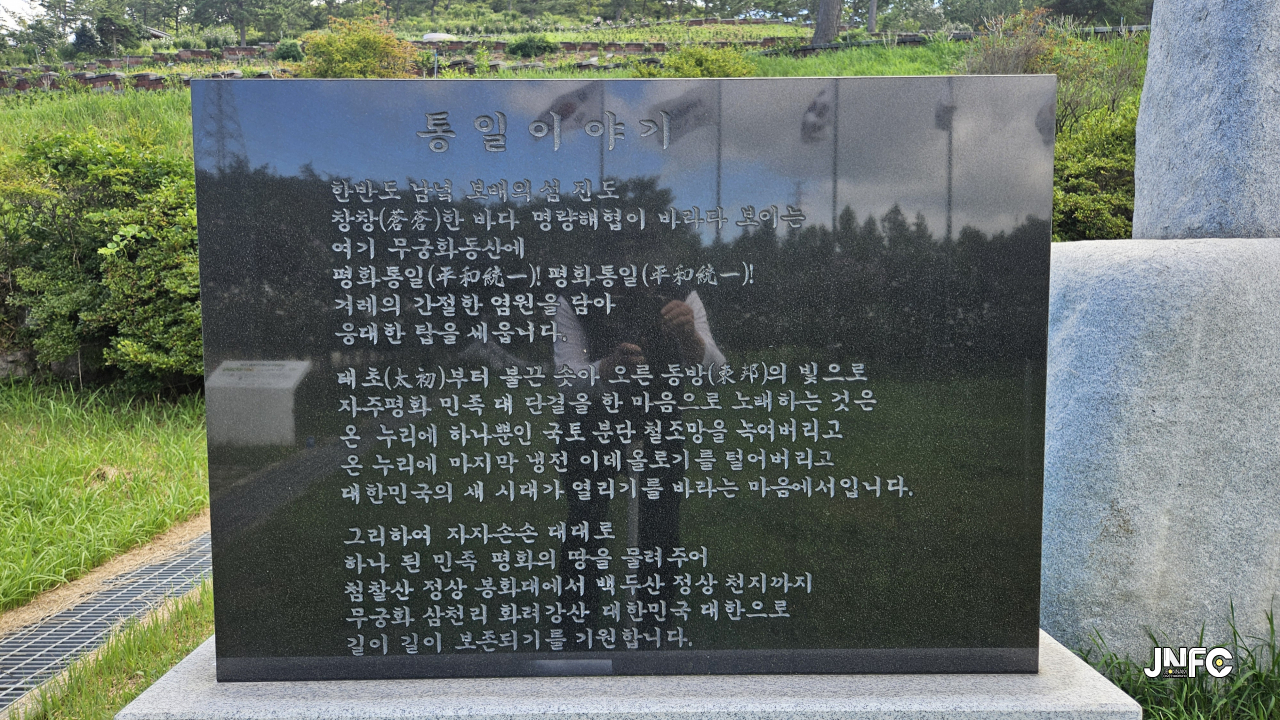 통일이야기
한반도 남녘 보배의 섬 진도
창창(蒼蒼)한 바다 명량해협이 바라다 보이는
여기 무궁화동산에
평화통일(平和統一)! 평화통일(平和統一)!
겨레의 간절한 염원을 담아
웅대한 탑을 세웁니다.
태초(太初)부터 불끈 솟아 오른 동방(東邦)의 빛으로
자주평화 민족 대 단결을 한 마음으로 노래하는 것은
온 누리에 하나뿐인 국토 분단 철조망을 녹여버리고
온 누리에 마지막 냉전 이데올로기를 털어버리고
대한민국의 새 시대가 열리기를 바라는 마음에서입니다.
그리하여 자자손손 대대로
하나 된 민족 평화의 땅을 물려주어
첨찰산 정상 봉화대에서 백두산 정상 천지까지
무궁화 삼천리 화려강산 대한민국 대한으로
길이 길이 보존되기를 기원합니다.
JNFC